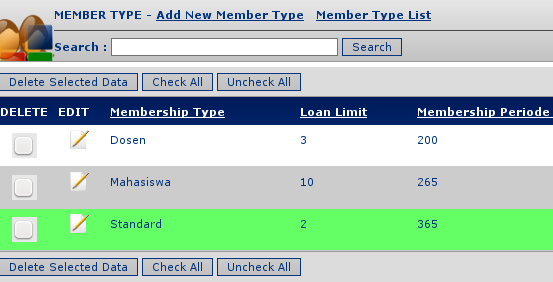 MEMBER TYPE - Add New Member Type Member Type List
Search : Search
Delete Selected Data Check All Uncheck All
DELETE EDIT Membership Type Loan Limit Membership Periode
Dosen 3 200
Mahasiswa 10 265
Standard 2 365
Delete Selected Data Check All Uncheck All